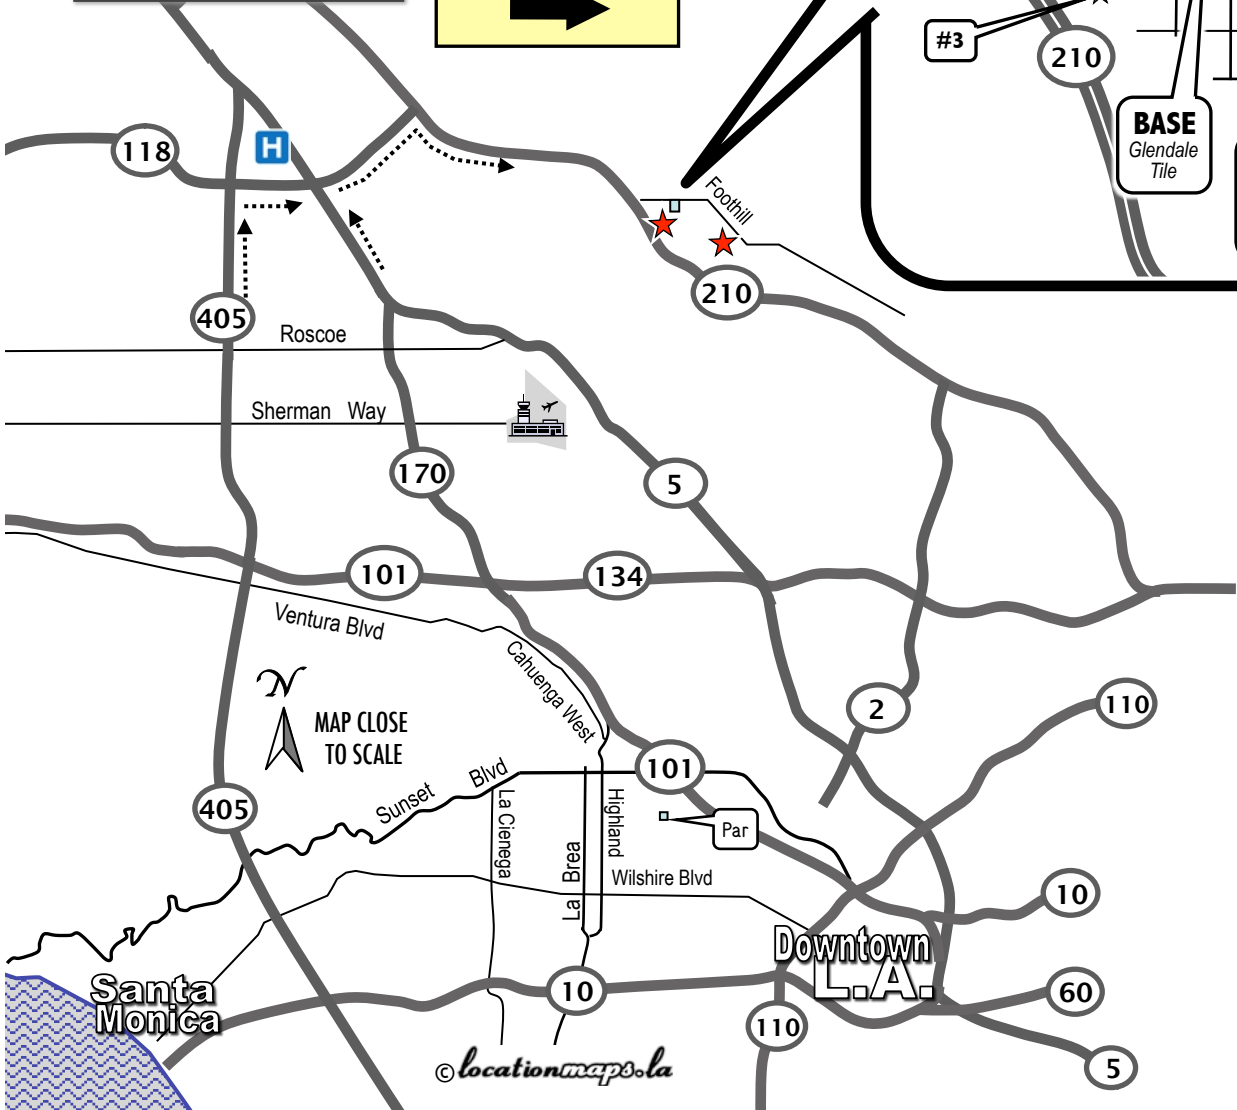 #3
210
BASE
Glendale
Tile
118
H
Foothill
210
405
Roscoe
Sherman Way
170
5
101
134
Ventura Blvd
Cahuenga West
N
MAP CLOSE
TO SCALE
2
110
101
Sunset Blvd
405
La Cienega
Highland
La Brea
Par
Wilshire Blvd
10
Downtown
L.A.
Santa
Monica
10
60
110
5
© locationmaps.la